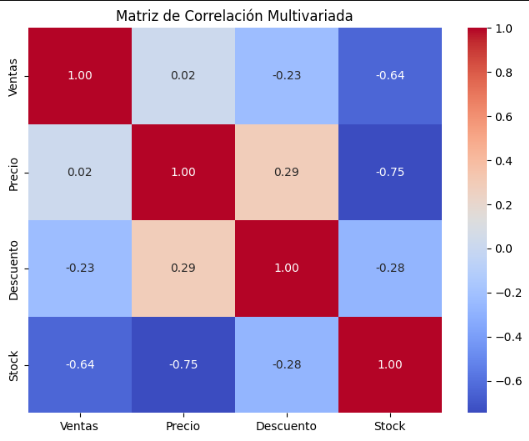 Matriz de Correlación Multivariada
Ventas 1.00 0.02 -0.23 -0.64
Precio 0.02 1.00 0.29 -0.75
Descuento -0.23 0.29 1.00 -0.28
Stock -0.64 -0.75 -0.28 1.00
Ventas Precio Descuento Stock
1.0
0.8
0.6
0.4
0.2
0.0
−0.2
−0.4
−0.6